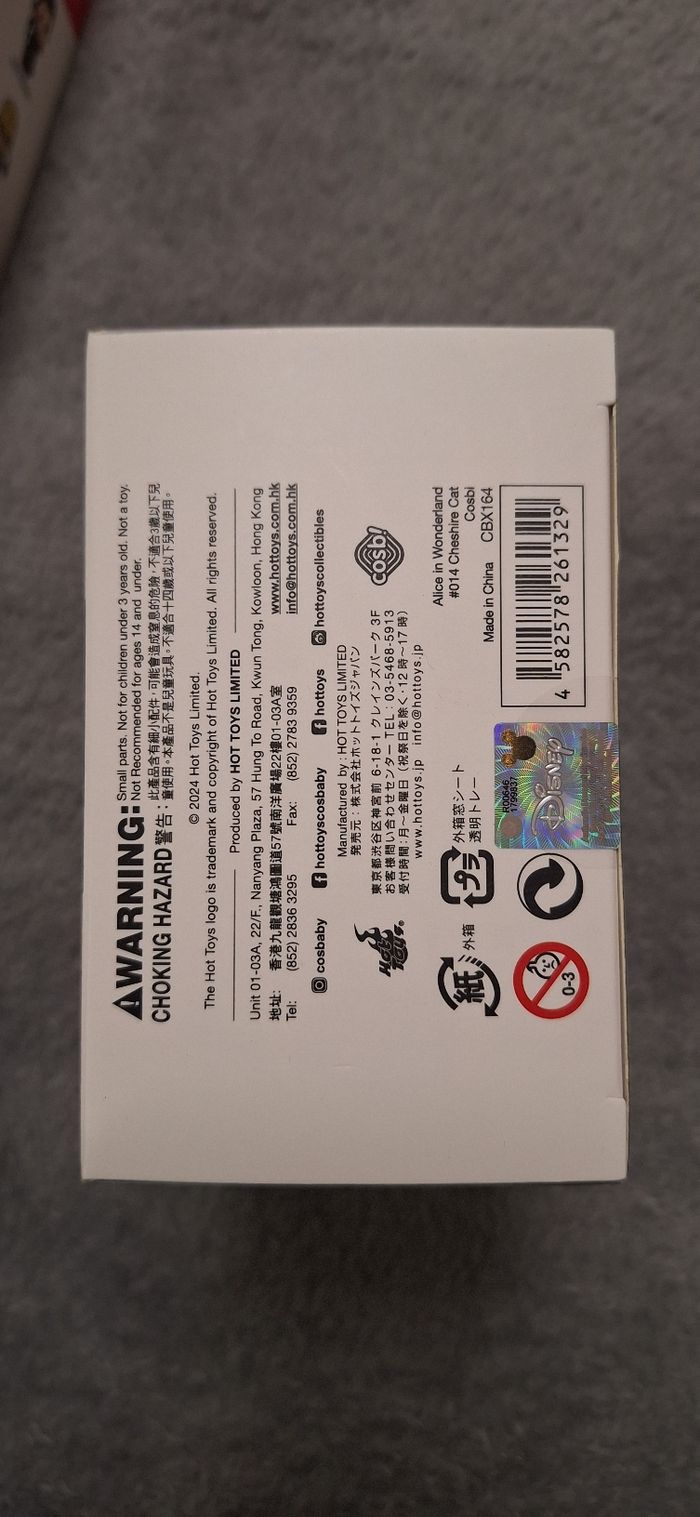 WARNING:
Small parts. Not for children under 3 years old. Not a toy.
Not Recommended for ages 14 and under.
CHOKING HAZARD 警告：
此產品含有細小配件，可能會造成窒息的危險，不適合3歲以下兒
童使用。本產品不是兒童玩具。不適合十四歲或以下兒童使用。
© 2024 Hot Toys Limited.
The Hot Toys logo is trademark and copyright of Hot Toys Limited. All rights reserved.
Produced by HOT TOYS LIMITED
Unit 01-03A, 22/F., Nanyang Plaza, 57 Hung To Road, Kwun Tong, Kowloon, Hong Kong
地址: 香港九龍觀塘鴻圖道57號南洋廣場22樓01-03A室 www.hottoys.com.hk
Tel: (852) 2836 3295 Fax: (852) 2783 9359 info@hottoys.com.hk
cosbaby hottoyscosbaby hottoys hottoyscollectibles
HOT TOYS®
Manufactured by : HOT TOYS LIMITED
発売元 : 株式会社ホットトイズジャパン
東京都渋谷区神宮前 6-18-1 クレインズパーク 3F
お客様問い合わせセンター TEL : 03-5468-5913
受付時間:月～金曜日 (祝祭日を除く·12 時～17 時)
www.hottoys.jp info@hottoys.jp
cosbi
紙 外箱
プラ 外箱窓シート
透明トレー
Alice in Wonderland
#014 Cheshire Cat
Cosbi
Made in China CBX164
0-3
R00646
1799837
DISNEY
4 582578 261329